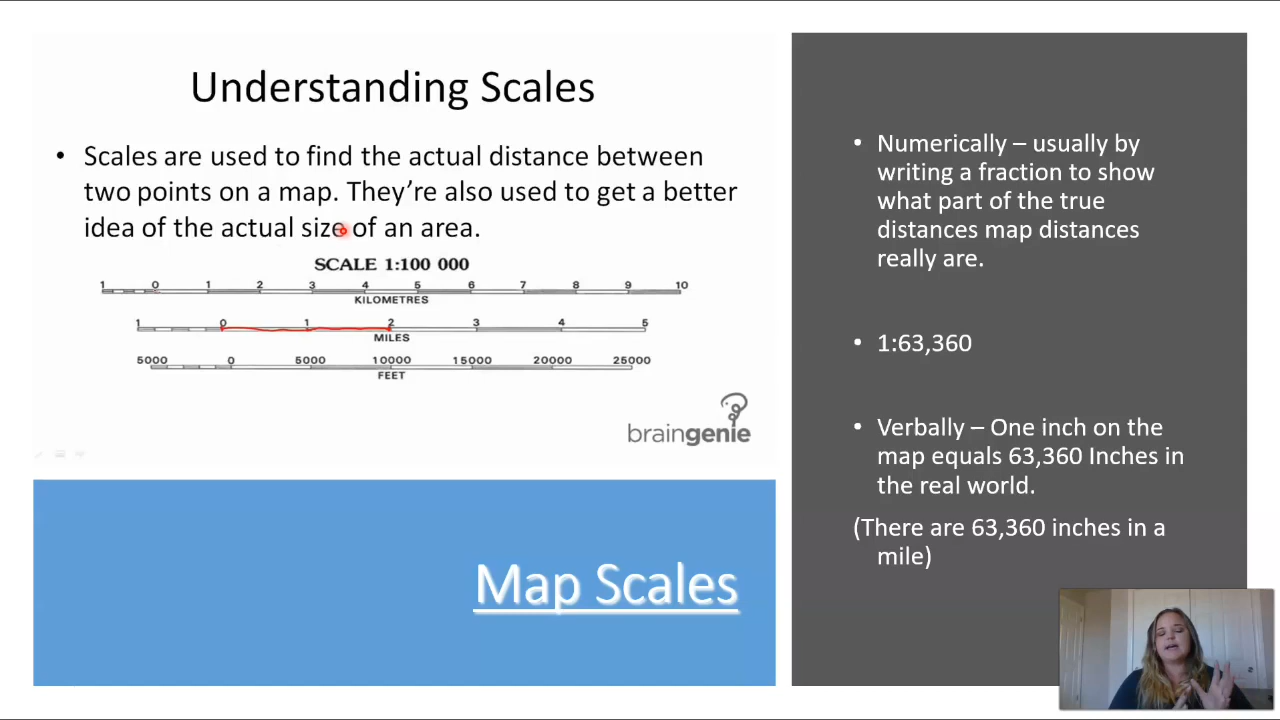 Understanding Scales
• Scales are used to find the actual distance between
two points on a map. They're also used to get a better
idea of the actual size of an area.
SCALE 1:100 000
1 0 1 2 3 4 5 6 7 8 9 10
KILOMETRES
1 0 1 2 3 4 5
MILES
5000 0 5000 10000 15000 20000 25000
FEET
braingenie
Map Scales
• Numerically – usually by
writing a fraction to show
what part of the true
distances map distances
really are.
• 1:63,360
• Verbally – One inch on the
map equals 63,360 Inches in
the real world.
(There are 63,360 inches in a
mile)